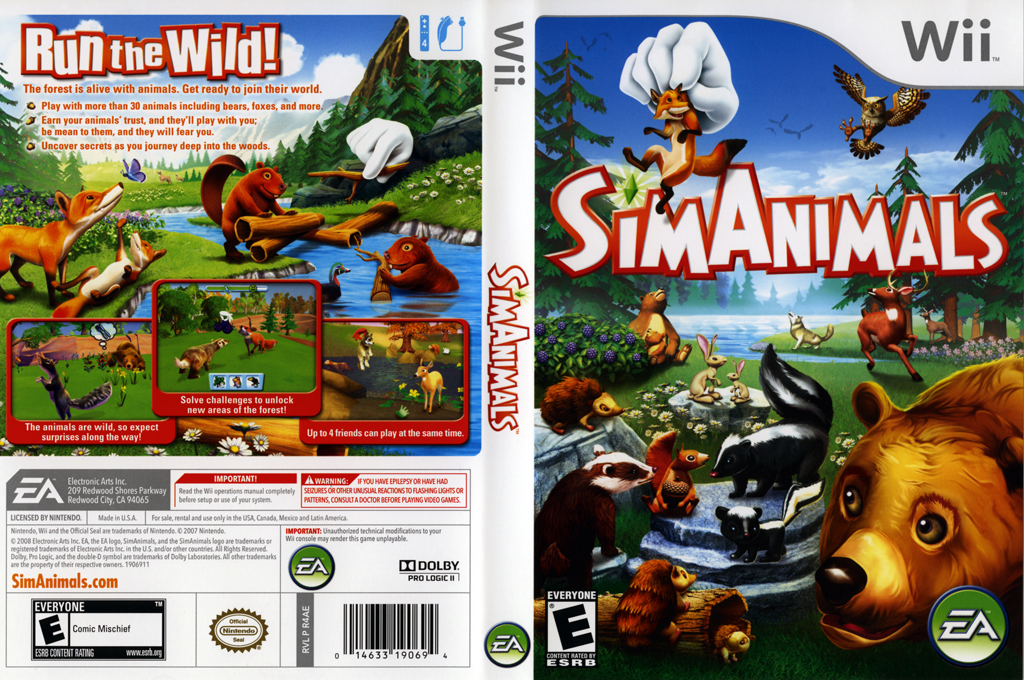 Run the Wild!
The forest is alive with animals. Get ready to join their world.
Play with more than 30 animals including bears, foxes, and more.
Earn your animals' trust, and they'll play with you;
be mean to them, and they will fear you.
Uncover secrets as you journey deep into the woods.
4
The animals are wild, so expect
surprises along the way!
Solve challenges to unlock
new areas of the forest!
Up to 4 friends can play at the same time.
EA
Electronic Arts Inc.
209 Redwood Shores Parkway
Redwood City, CA 94065
IMPORTANT!
Read the Wii operations manual completely
before setup or use of your system.
WARNING: IF YOU HAVE EPILEPSY OR HAVE HAD
SEIZURES OR OTHER UNUSUAL REACTIONS TO FLASHING LIGHTS OR
PATTERNS, CONSULT A DOCTOR BEFORE PLAYING VIDEO GAMES.
LICENSED BY NINTENDO.
Made in U.S.A.
For sale, rental and use only in the USA, Canada, Mexico and Latin America.
Nintendo, Wii and the Official Seal are trademarks of Nintendo. © 2007 Nintendo.
© 2008 Electronic Arts Inc. EA, the EA logo, SimAnimals, and the SimAnimals logo are trademarks or
registered trademarks of Electronic Arts Inc. in the U.S. and/or other countries. All Rights Reserved.
Dolby, Pro Logic, and the double-D symbol are trademarks of Dolby Laboratories. All other trademarks
are the property of their respective owners. 1906911
IMPORTANT: Unauthorized technical modifications to your
Wii console may render this game unplayable.
SimAnimals.com
EA
DOLBY
PRO LOGIC II
EVERYONE
TM
E
Comic Mischief
ESRB CONTENT RATING
www.esrb.org
Official
Nintendo
Seal
RVL P R4AE
0 14633 19069 4
Wii
TM
SIMANIMALS
TM
EA
Wii
TM
SIMANIMALS
TM
EVERYONE
E
®
CONTENT RATED BY
ESRB
EA